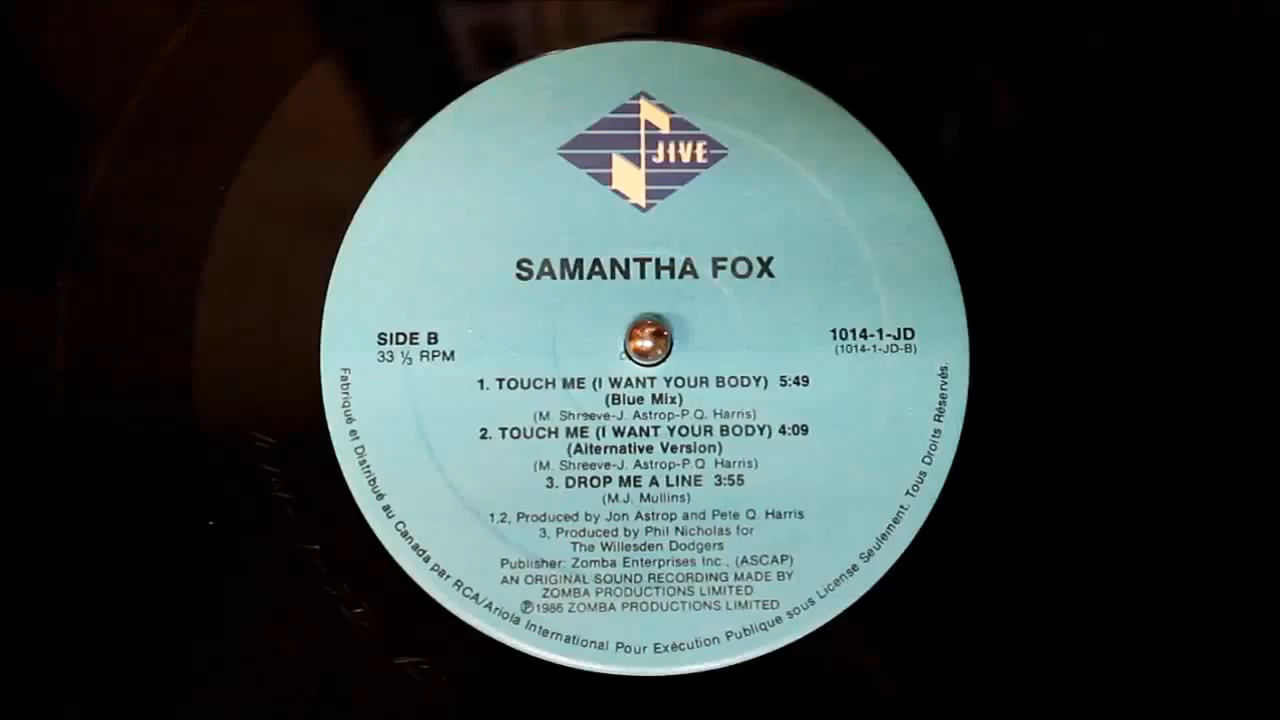 JIVE
SAMANTHA FOX
SIDE B
33 ⅓ RPM
1014-1-JD
(1014-1-JD-B)
1. TOUCH ME (I WANT YOUR BODY) 5:49
(Blue Mix)
(M. Shreeve-J. Astrop-P.Q. Harris)
2. TOUCH ME (I WANT YOUR BODY) 4:09
(Alternative Version)
(M. Shreeve-J. Astrop-P.Q. Harris)
3. DROP ME A LINE 3:55
(M.J. Mullins)
1,2, Produced by Jon Astrop and Pete Q. Harris
3, Produced by Phil Nicholas for
The Willesden Dodgers
Publisher: Zomba Enterprises Inc., (ASCAP)
AN ORIGINAL SOUND RECORDING MADE BY
ZOMBA PRODUCTIONS LIMITED
℗1986 ZOMBA PRODUCTIONS LIMITED
Fabriqué et Distribué au Canada par RCA/Ariola International Pour Exècution Publique sous License Seulement. Tous Droits Réservés.